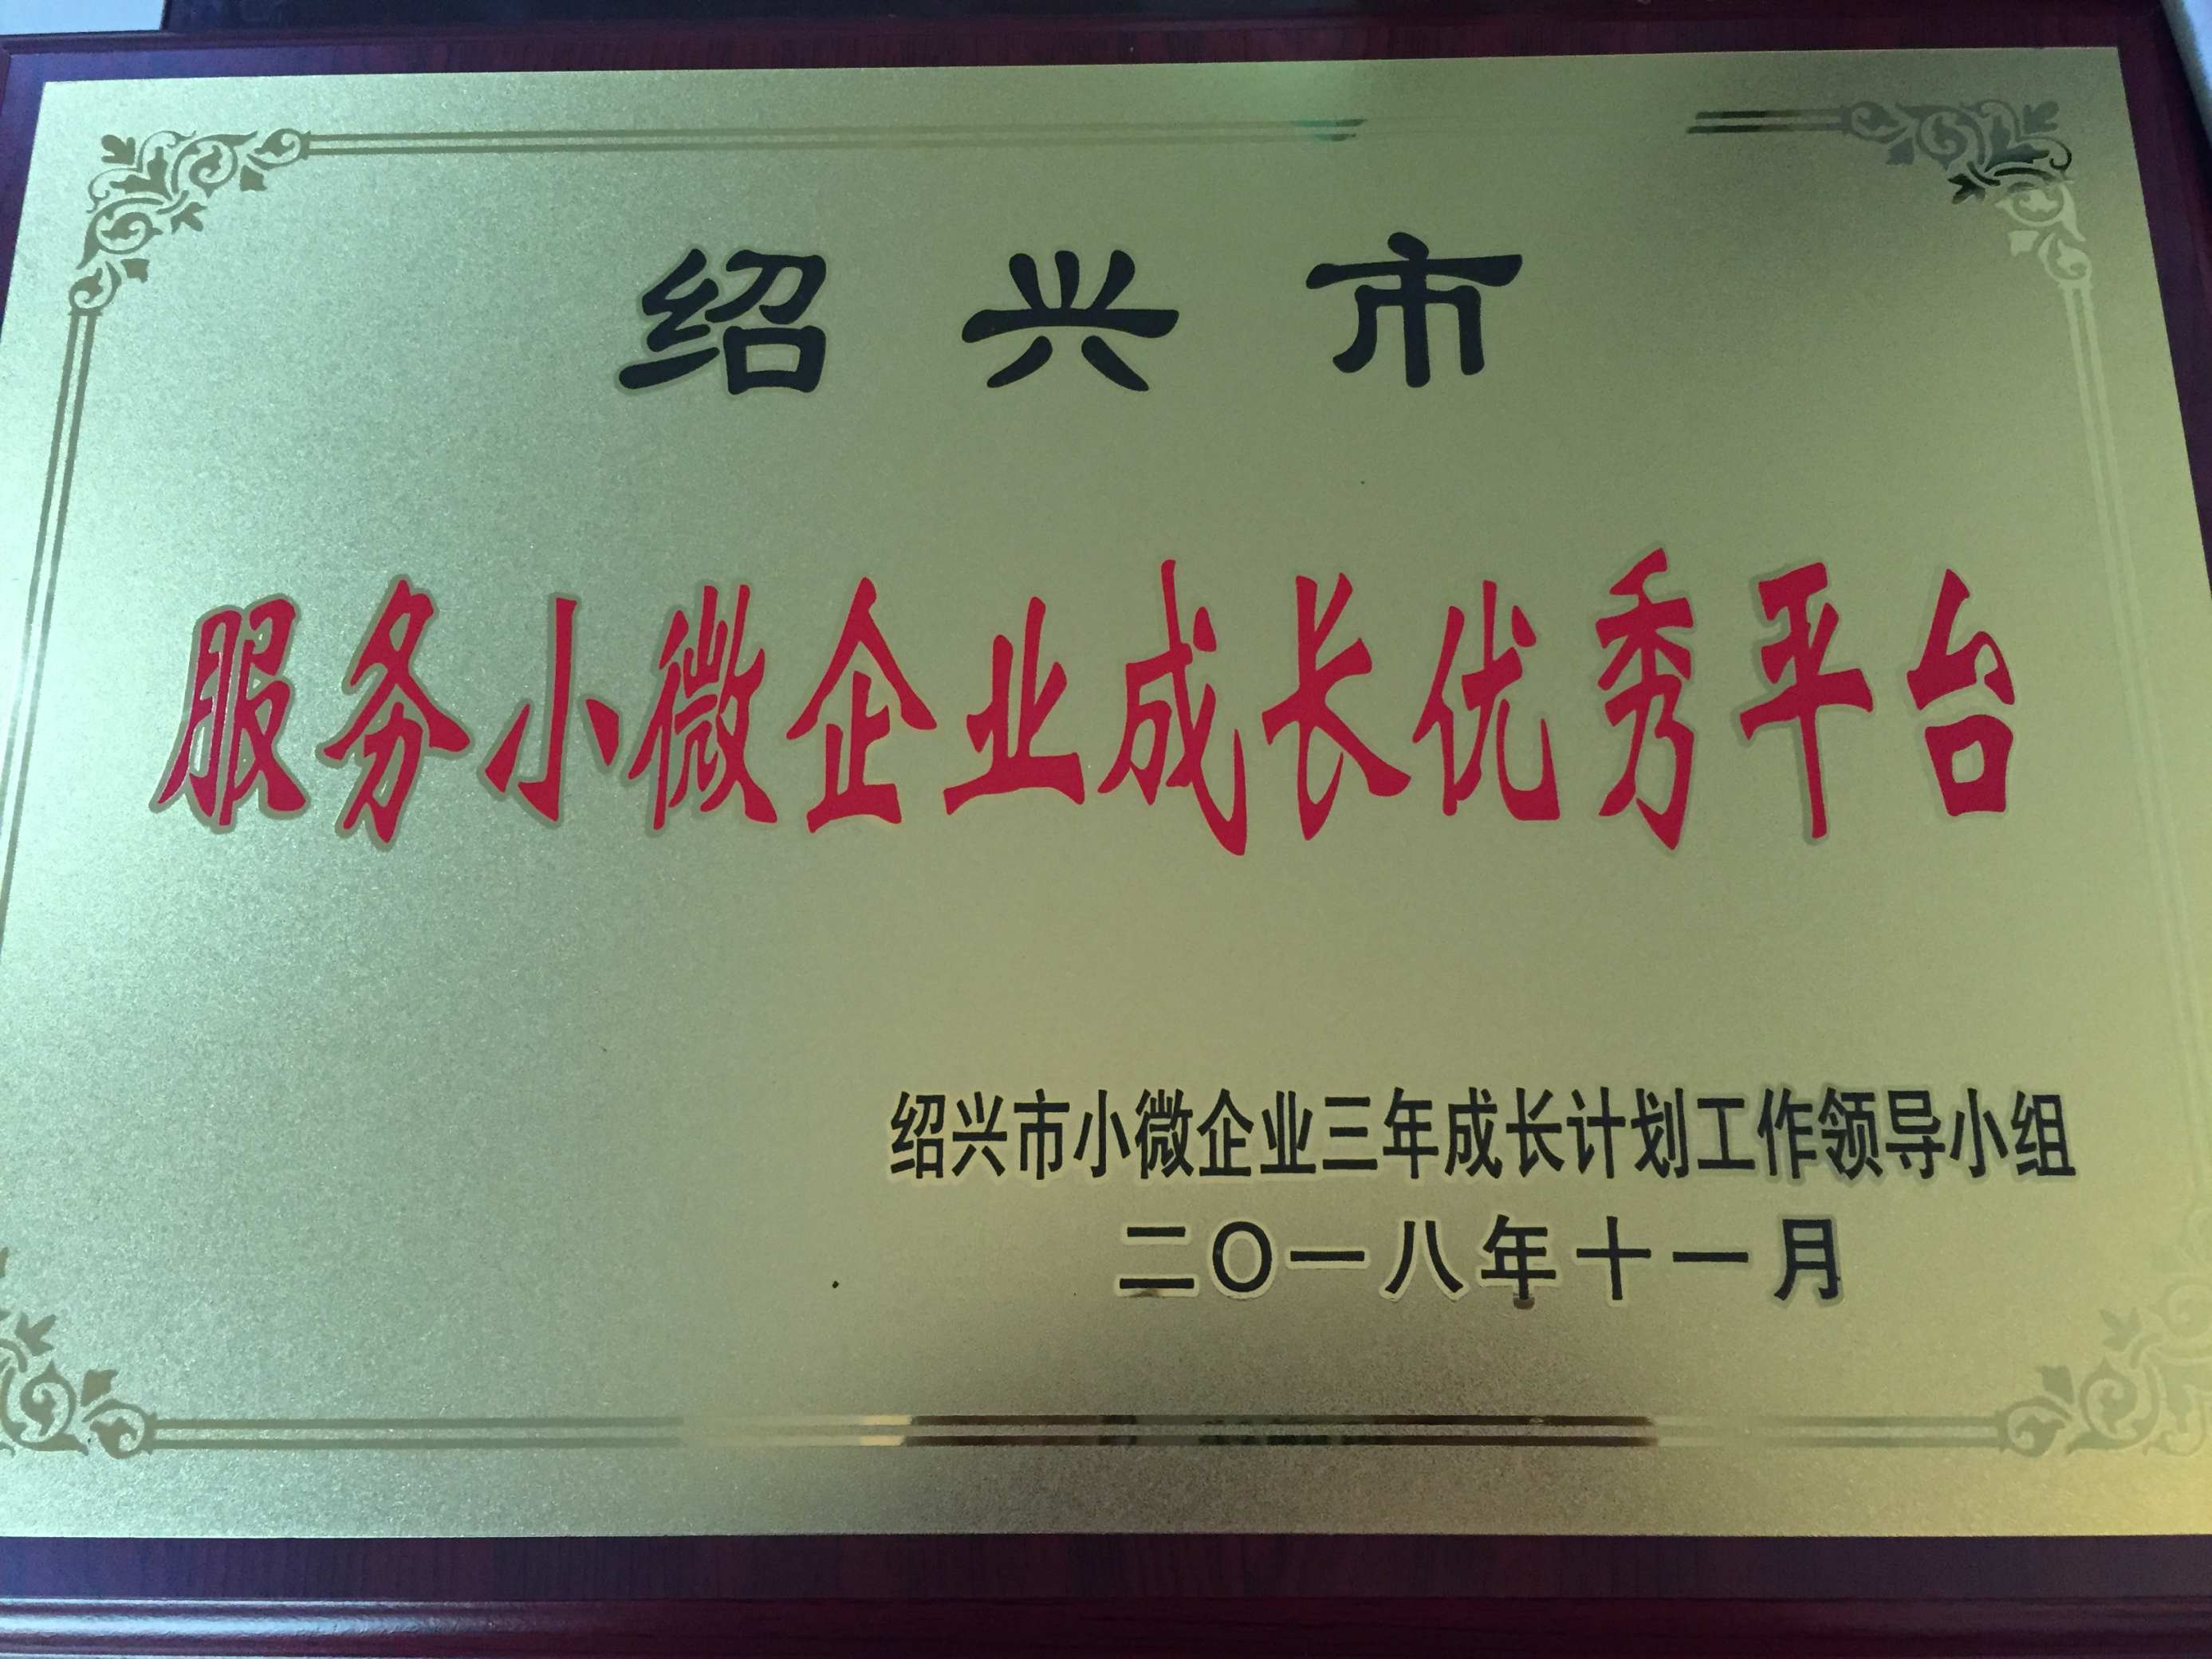 绍兴市
服务小微企业成长优秀平台
绍兴市小微企业三年成长计划工作领导小组
二〇一八年十一月